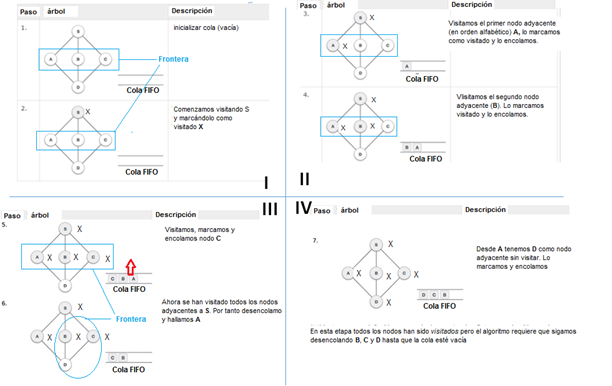 Paso árbol Descripción
1.
inicializar cola (vacía)
S
A B C
D
Frontera
Cola FIFO
2.
Comenzamos visitando S
y marcándolo como
visitado X
S X
A B C
D
Cola FIFO
I
3.
Visitamos el primer nodo adyacente
(en orden alfabético) A, lo marcamos
como visitado y lo encolamos.
S X
A X B C
D
A
Cola FIFO
4.
VIisitamos el segundo nodo
adyacente (B). Lo marcamos
visitado y lo encolamos.
S X
A X B X C
D
B A
Cola FIFO
II
III
Paso árbol Descripción
5.
Visitamos, marcamos y
encolamos nodo C
S X
A X B X C X
D
C B A
Cola FIFO
6.
Ahora se han visitado todos los nodos
adyacentes a S. Por tanto desencolamo
y hallamos A
S X
Frontera
A X B X C X
D
C B
Cola FIFO
IV
Paso árbol Descripción
7.
Desde A tenemos D como nodo
adyacente sin visitar. Lo
marcamos y encolamos
S X
A X B X C X
D X
D C B
Cola FIFO
En esta etapa todos los nodos han sido visitados pero el algoritmo requiere que sigamos
desencolando B, C y D hasta que la cola esté vacía